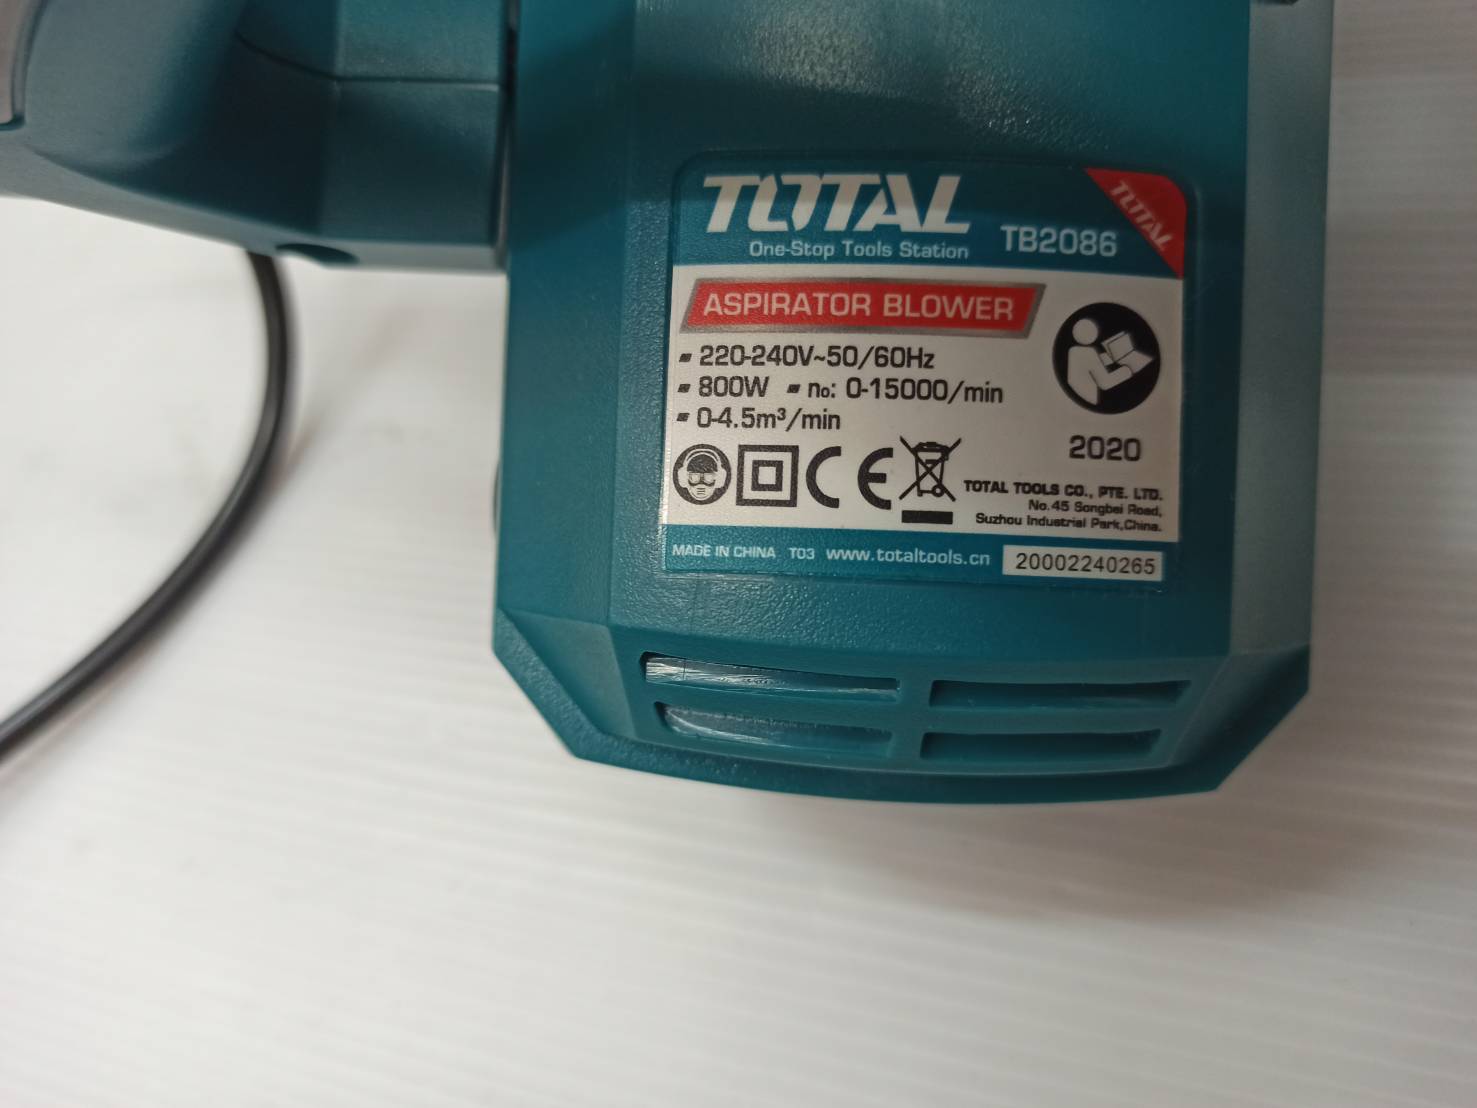 TOTAL
One-Stop Tools Station
TB2086
TOTAL
ASPIRATOR BLOWER
220-240V~50/60Hz
800W n₀: 0-15000/min
0-4.5m³/min
2020
CE
TOTAL TOOLS CO., PTE. LTD.
No.45 Songbei Road,
Suzhou Industrial Park,China.
MADE IN CHINA T03 www.totaltools.cn 20002240265